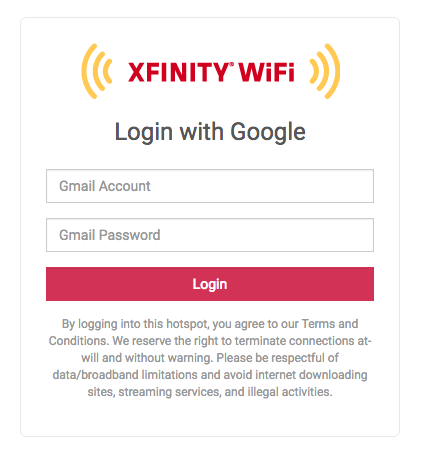 XFINITY® WiFi
Login with Google
Gmail Account
Gmail Password
Login
By logging into this hotspot, you agree to our Terms and
Conditions. We reserve the right to terminate connections at-
will and without warning. Please be respectful of
data/broadband limitations and avoid internet downloading
sites, streaming services, and illegal activities.